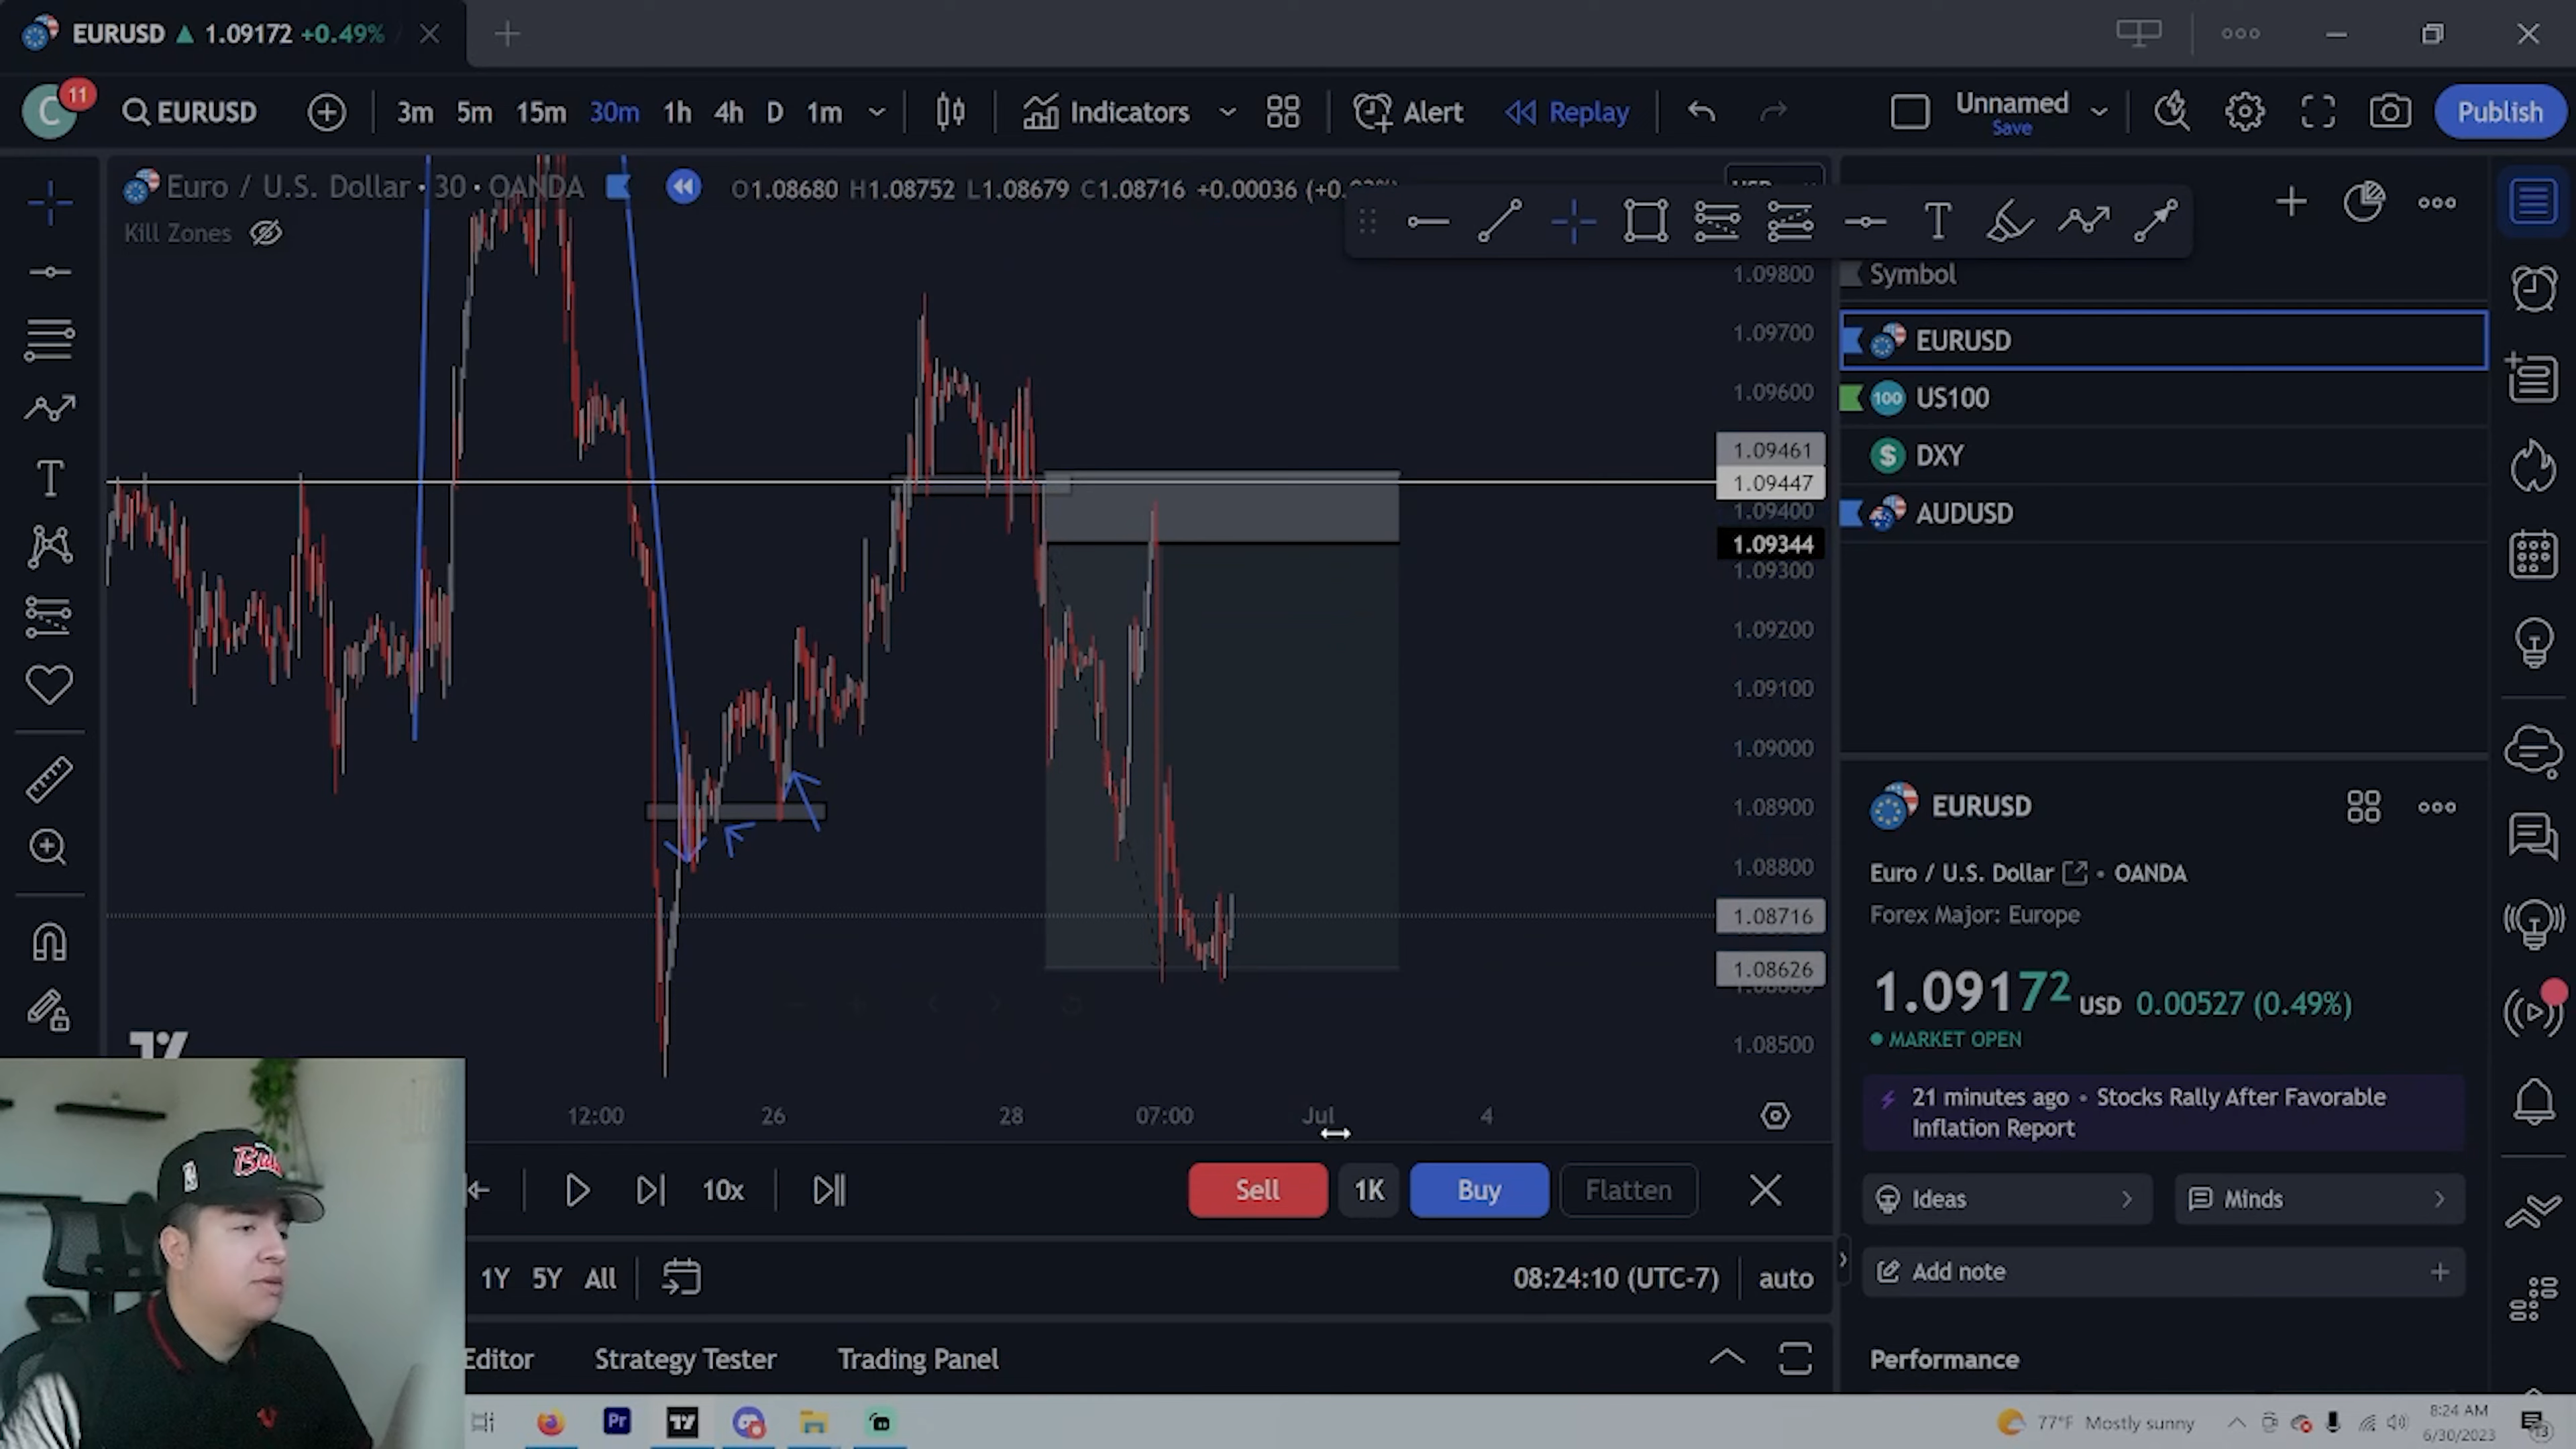 EURUSD ▲ 1.09172 +0.49% /
C 11 EURUSD 3m 5m 15m 30m 1h 4h D 1m Indicators Alert Replay Unnamed Save Publish
Euro / U.S. Dollar · 30 · OANDA O1.08680 H1.08752 L1.08679 C1.08716 +0.00036
Kill Zones
1.09800
1.09700
1.09600
1.09461
1.09447
1.09400
1.09344
1.09300
1.09200
1.09100
1.09000
1.08900
1.08800
1.08716
1.08626
1.08500
12:00 26 28 07:00 Jul 4
Symbol
EURUSD
100 US100
$ DXY
AUDUSD
EURUSD
Euro / U.S. Dollar • OANDA
Forex Major: Europe
1.09172 USD 0.00527 (0.49%)
MARKET OPEN
21 minutes ago • Stocks Rally After Favorable
Inflation Report
Ideas Minds
Add note
Performance
10x Sell 1K Buy Flatten
1Y 5Y All 08:24:10 (UTC-7) auto
Editor Strategy Tester Trading Panel
Pr 77°F Mostly sunny 8:24 AM
6/30/2023
13